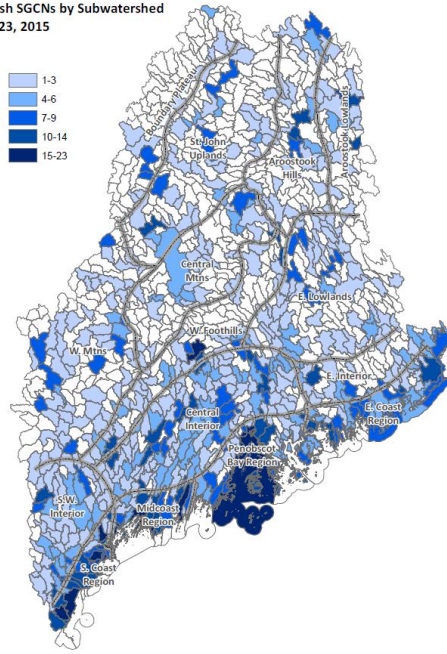 sh SGCNs by Subwatershed
23, 2015
1-3
4-6
7-9
10-14
15-23
Boundary Plateau
St. John
Uplands
Aroostook
Hills
Aroostook Lowlands
Central
Mtns
E. Lowlands
W. Foothills
W. Mtns
E. Interior
Central
Interior
E. Coast
Region
Penobscot
Bay Region
S.W.
Interior
Midcoast
Region
S. Coast
Region